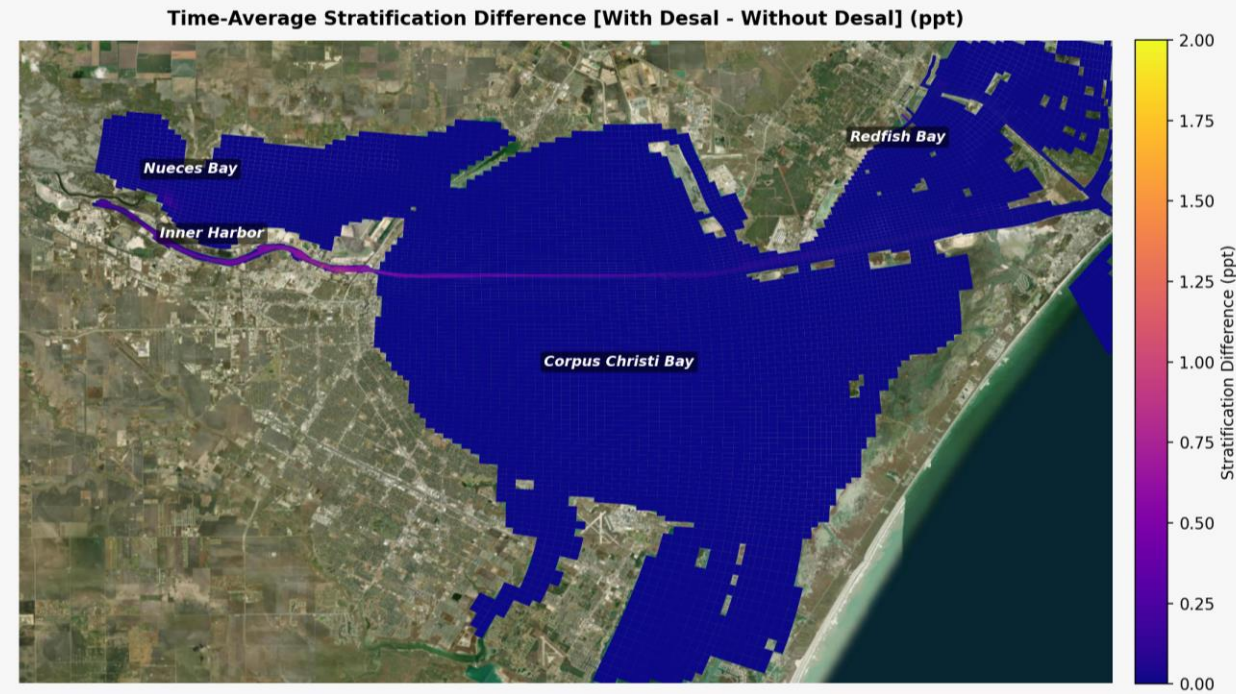 Time-Average Stratification Difference [With Desal - Without Desal] (ppt)
Redfish Bay
Nueces Bay
Inner Harbor
Corpus Christi Bay
2.00
1.75
1.50
1.25
1.00
0.75
0.50
0.25
0.00
Stratification Difference (ppt)